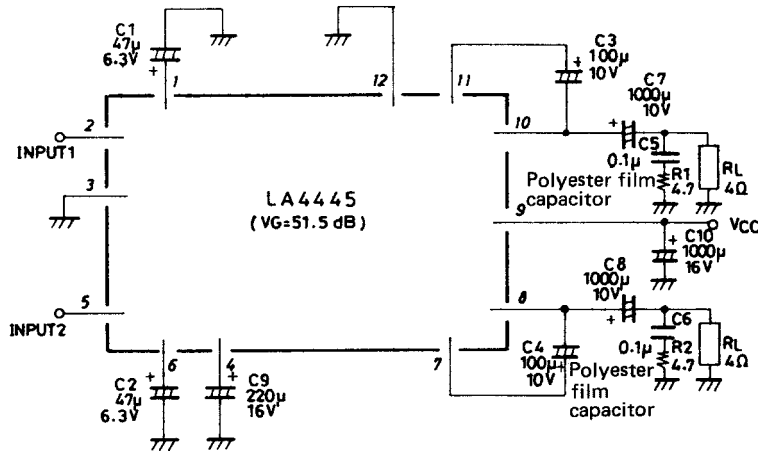 C1
47μ
6.3V
+
1
12
11
+
C3
100μ
10V
C7
1000μ
10V
2
INPUT1
10
+
C5
0.1μ
Polyester film
capacitor
R1
4.7
RL
4Ω
3
LA4445
(VG=51.5 dB)
9
VCC
+
C10
1000μ
16V
5
INPUT2
8
C8
1000μ
10V
+
C6
0.1μ
R2
4.7
RL
4Ω
6
4
7
C4
100μ
10V
+
Polyester
film
capacitor
C2
47μ
6.3V
+
+
C9
220μ
16V